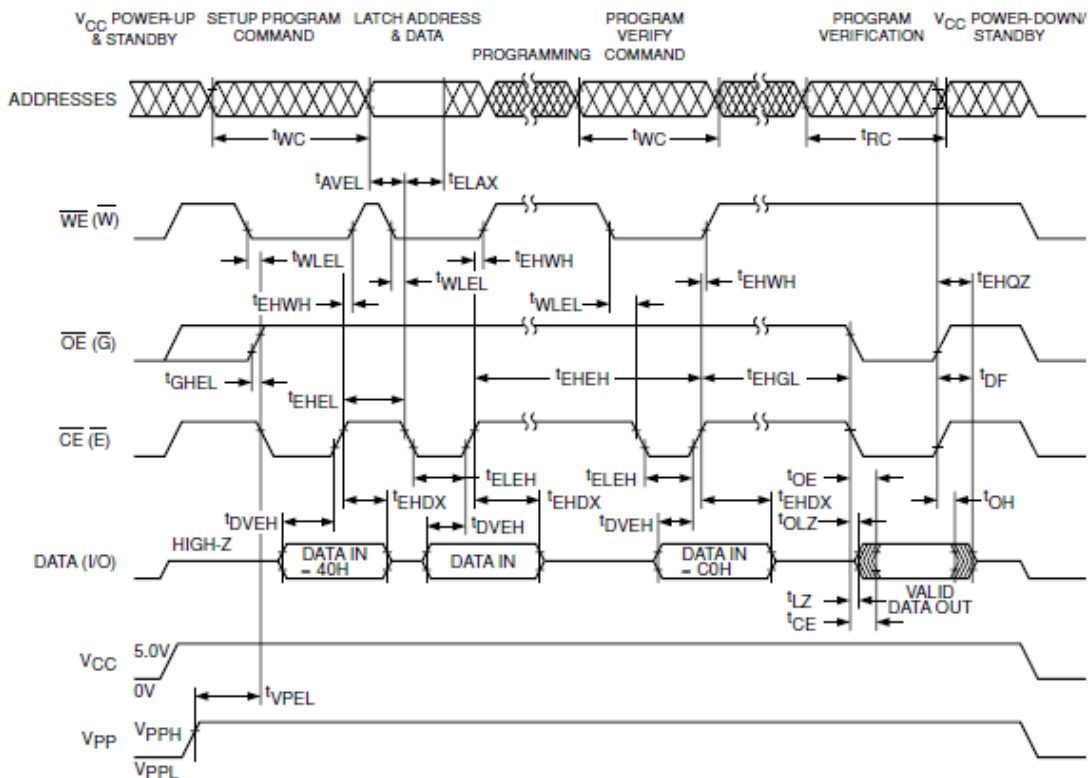 VCC POWER-UP & STANDBY
SETUP PROGRAM COMMAND
LATCH ADDRESS & DATA
PROGRAMMING
PROGRAM VERIFY COMMAND
PROGRAM VERIFICATION
VCC POWER-DOWN/ STANDBY
ADDRESSES
tWC
tWC
tRC
tAVEL
tELAX
WE (W)
tWLEL
tEHWH
tWLEL
tEHWH
tWLEL
tEHWH
tEHQZ
OE (G)
tGHEL
tEHEL
tEHEH
tEHGL
tDF
CE (E)
tELEH
tELEH
tOE
tEHDX
tEHDX
tEHDX
tOH
tDVEH
tDVEH
tDVEH
tOLZ
DATA (I/O)
HIGH-Z
DATA IN = 40H
DATA IN
DATA IN = C0H
VALID DATA OUT
tLZ
tCE
VCC
5.0V
0V
tVPEL
VPP
VPPH
VPPL